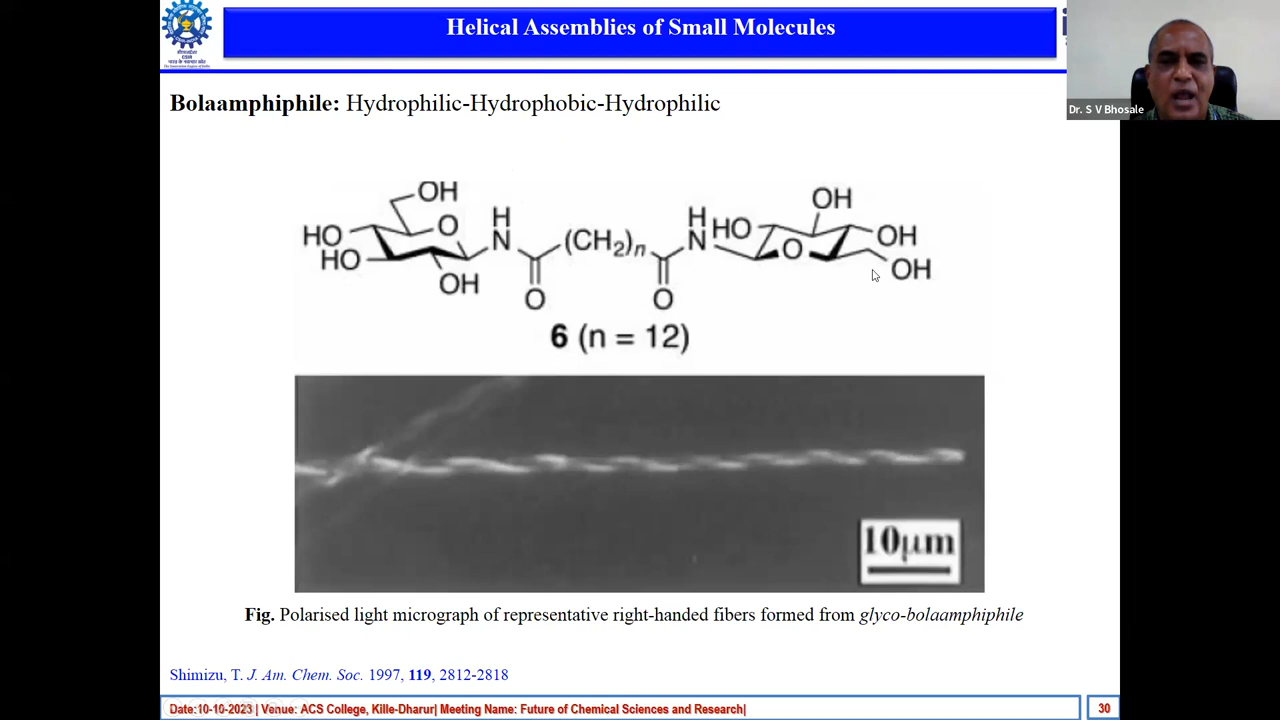 Helical Assemblies of Small Molecules
Dr. S V Bhosale
Bolaamphiphile: Hydrophilic-Hydrophobic-Hydrophilic
OH
HO
HO
O
OH
H
N
O
(CH2)n
O
H
N
HO
OH
O
OH
OH
6 (n = 12)
10μm
Fig. Polarised light micrograph of representative right-handed fibers formed from glyco-bolaamphiphile
Shimizu, T. J. Am. Chem. Soc. 1997, 119, 2812-2818
Date:10-10-2023| Venue: ACS College, Kille-Dharur| Meeting Name: Future of Chemical Sciences and Research|
30